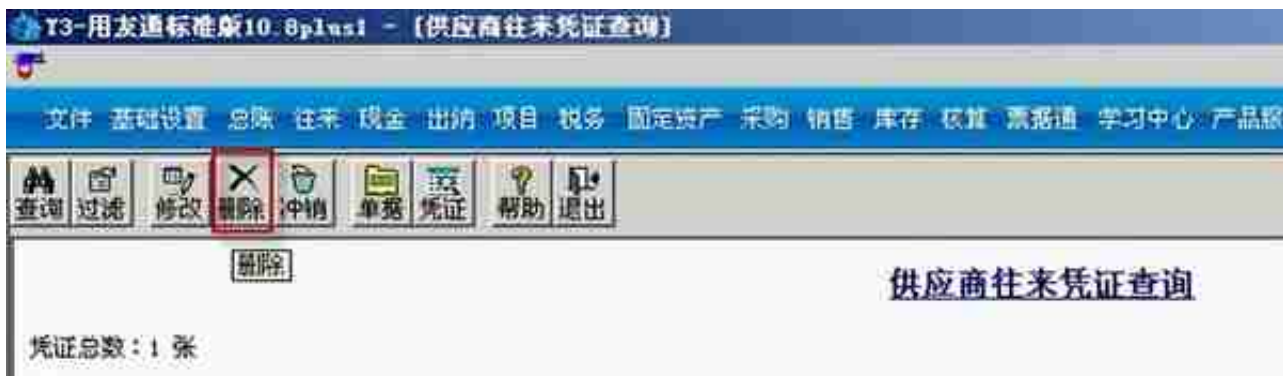 T3-用友通标准版10.8plus1 - [供应商往来凭证查询]
文件 基础设置 总账 往来 现金 出纳 项目 税务 固定资产 采购 销售 库存 核算 票据通 学习中心 产品服
查询 过滤 修改 删除 冲销 单据 凭证 帮助 退出
删除
供应商往来凭证查询
凭证总数:1 张